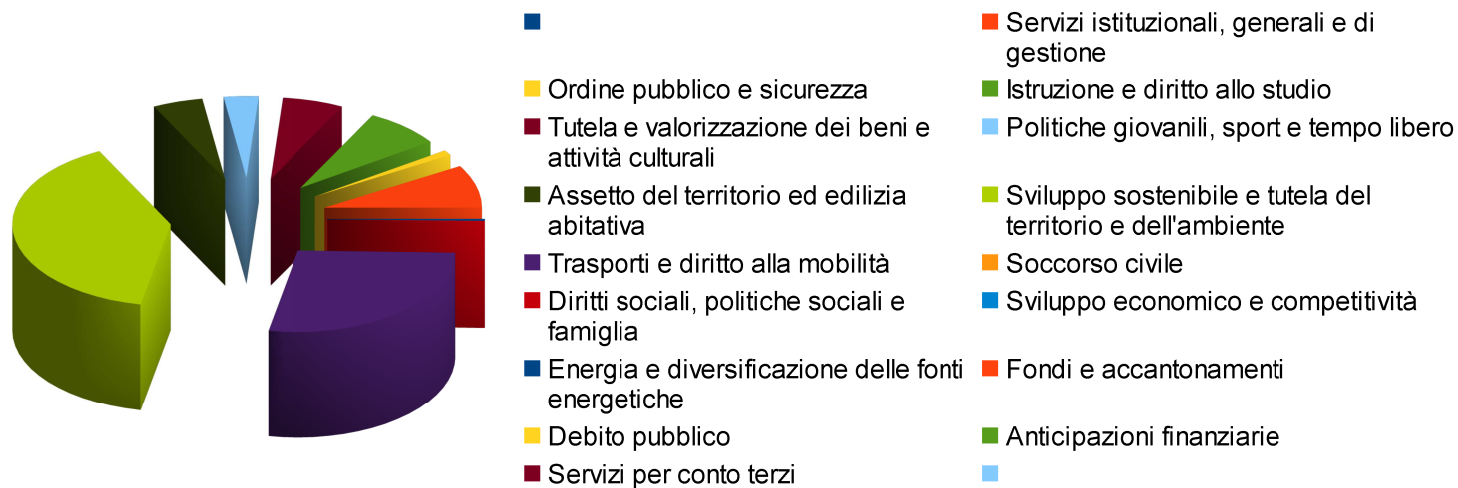 Servizi istituzionali, generali e di
gestione
Ordine pubblico e sicurezza
Istruzione e diritto allo studio
Tutela e valorizzazione dei beni e
attività culturali
Politiche giovanili, sport e tempo libero
Assetto del territorio ed edilizia
abitativa
Sviluppo sostenibile e tutela del
territorio e dell'ambiente
Trasporti e diritto alla mobilità
Soccorso civile
Diritti sociali, politiche sociali e
famiglia
Sviluppo economico e competitività
Energia e diversificazione delle fonti
energetiche
Fondi e accantonamenti
Debito pubblico
Anticipazioni finanziarie
Servizi per conto terzi